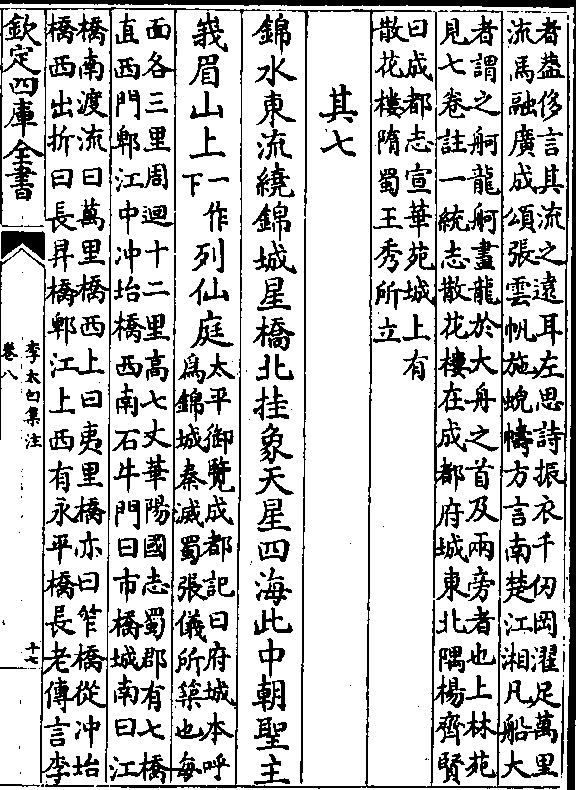 者葢侈言其流之遠耳左思詩振衣千仞岡濯足萬里
流馬融廣成頌張雲帆施蜺幬方言南楚江湘凡船大
者謂之舸龍舸畫龍於大舟之首及兩旁者也上林苑
見七卷註一統志散花樓在成都府城東北隅楊齊賢
曰成都志宣華苑城上有
散花樓隋蜀王秀所立
其七
錦水東流繞錦城星橋北挂象天星四海此中朝聖主
峩眉山上一作下列仙庭太平御覽成都記曰府城本呼
為錦城秦滅蜀張儀所築也每
面各三里周迴十二里高七丈華陽國志蜀郡有七橋
直西門郫江中冲坮橋西南石牛門曰市橋城南曰江
橋南渡流曰萬里橋西上曰夷里橋亦曰笮橋從冲坮
橋西出折曰長昇橋郫江上西有永平橋長老傳言李
欽定四庫全書
李太白集注
卷八
十七